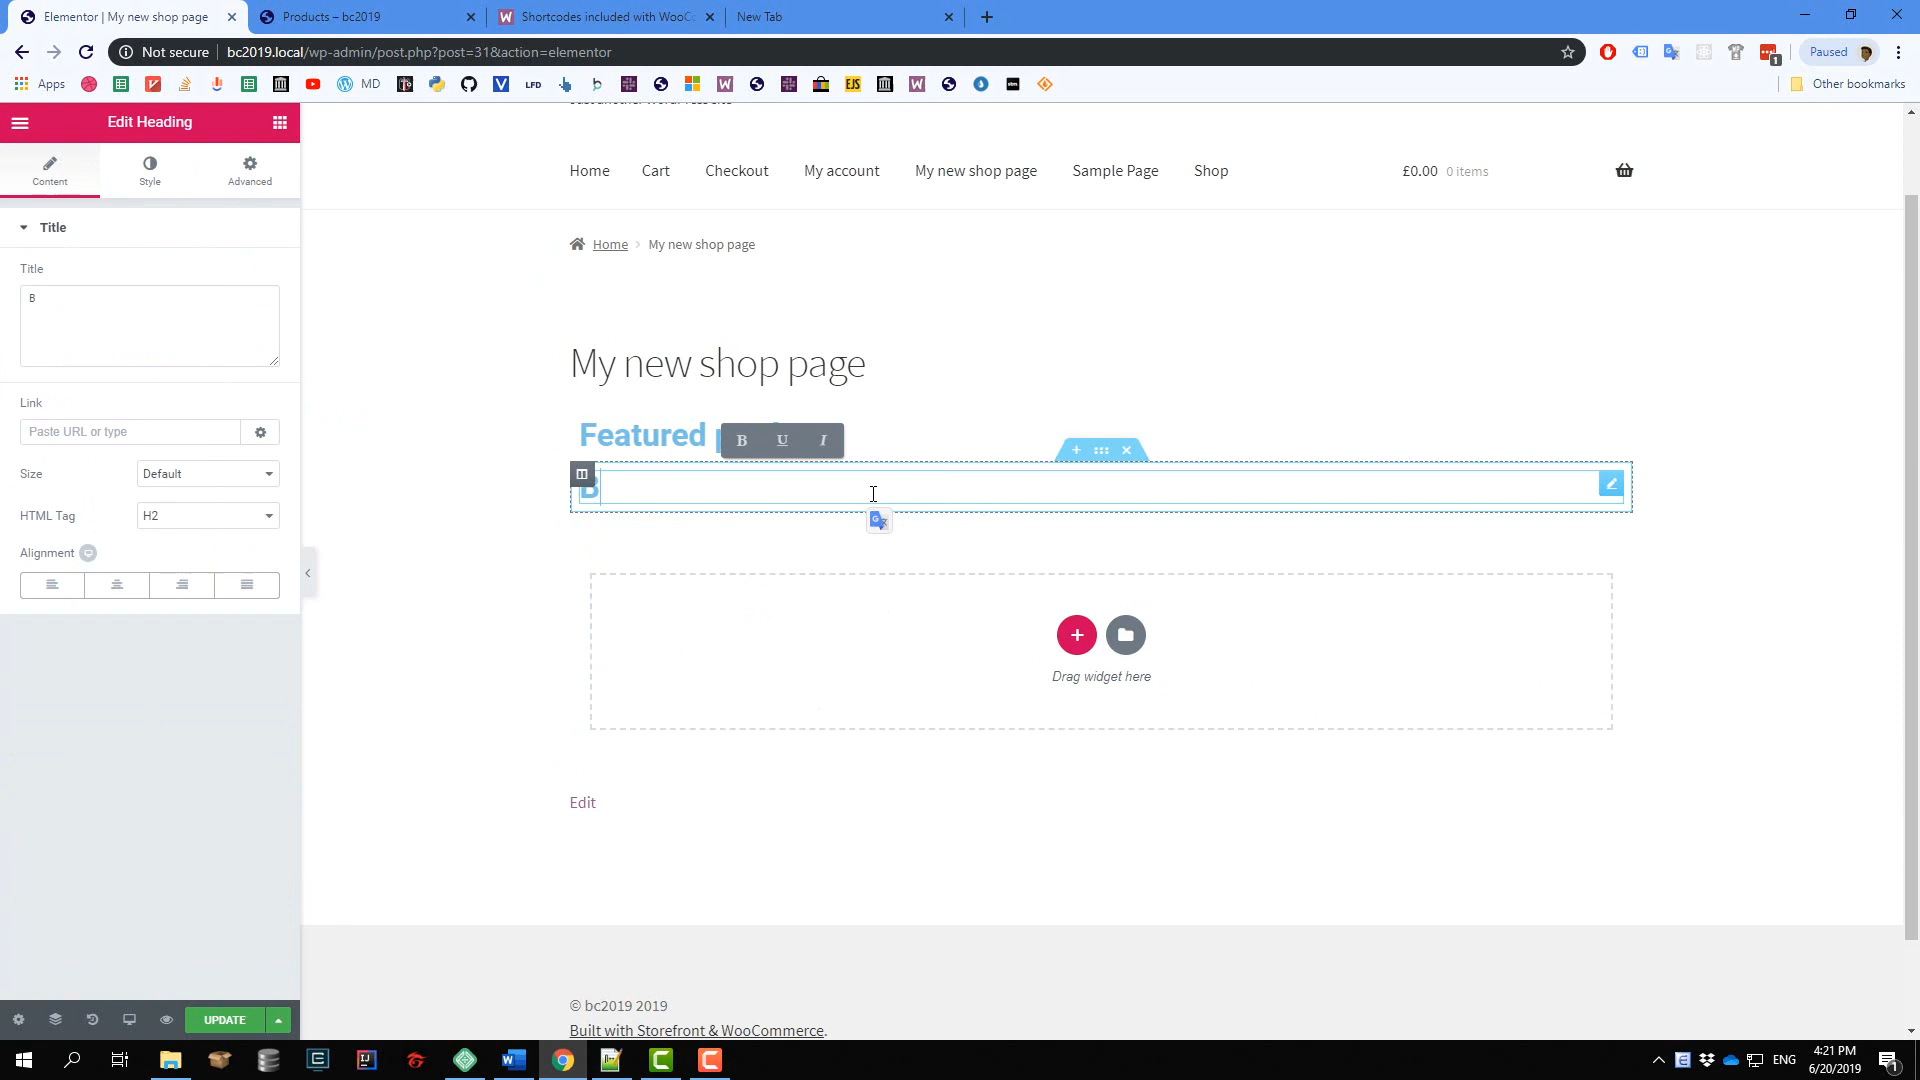 Elementor | My new shop page
Products – bc2019
Shortcodes included with WooCo
New Tab
Not secure
bc2019.local/wp-admin/post.php?post=31&action=elementor
Paused
Apps
MD
LFD
EJS
Other bookmarks
Edit Heading
Content
Style
Advanced
Title
Title
B
Link
Paste URL or type
Size
Default
HTML Tag
H2
Alignment
UPDATE
Home
Cart
Checkout
My account
My new shop page
Sample Page
Shop
£0.00 0 items
Home
My new shop page
My new shop page
Featured
B U I
B
Drag widget here
Edit
© bc2019 2019
Built with Storefront & WooCommerce.
ENG
4:21 PM
6/20/2019